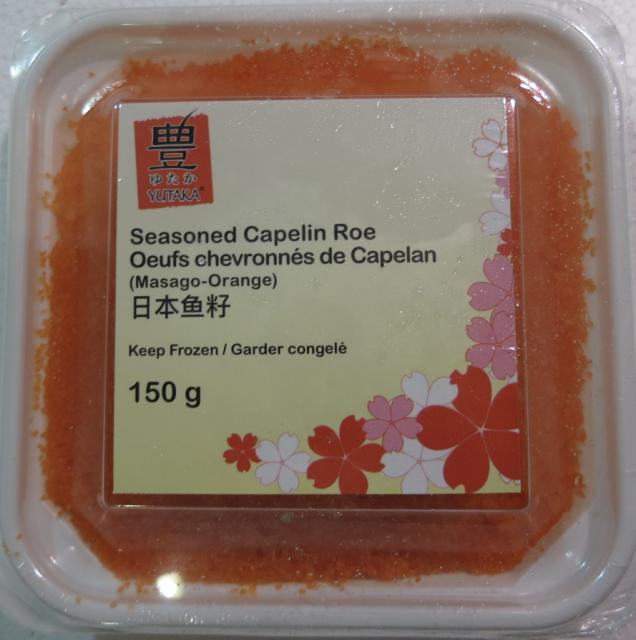 豊
ゆたか
YUTAKA®
Seasoned Capelin Roe
Oeufs chevronnés de Capelan
(Masago-Orange)
日本鱼籽
Keep Frozen / Garder congelé
150 g